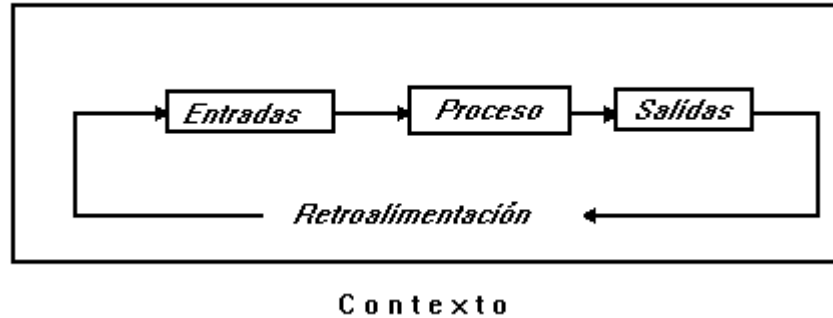 Entradas Proceso Salidas
Retroalimentación
Contexto